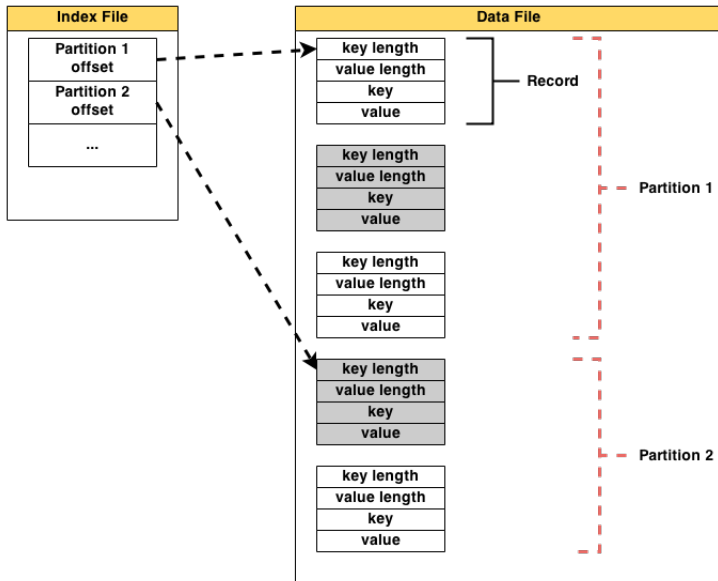 Index File
Partition 1
offset
Partition 2
offset
...
Data File
key length
value length
key
value
Record
key length
value length
key
value
key length
value length
key
value
Partition 1
key length
value length
key
value
key length
value length
key
value
Partition 2